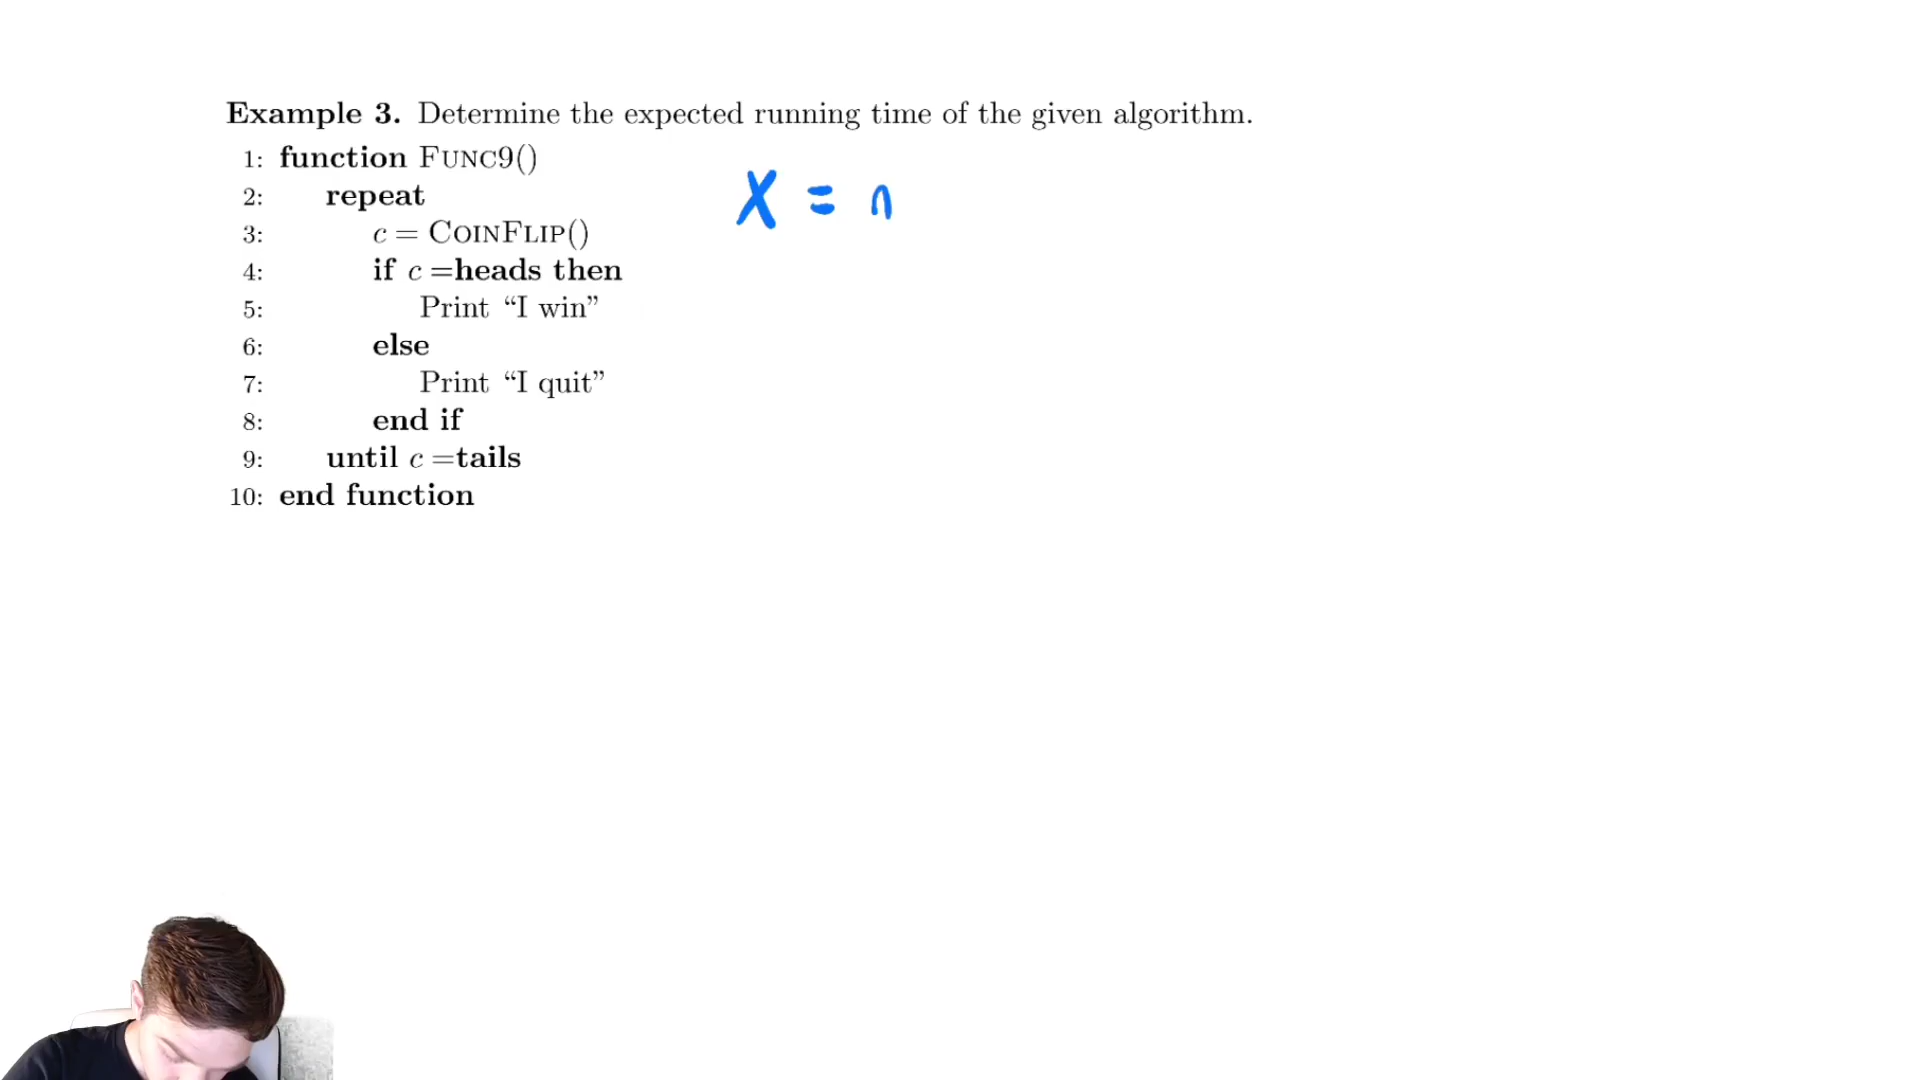 Example 3. Determine the expected running time of the given algorithm.
1: function FUNC9()
2: repeat
3: c = COINFLIP()
4: if c =heads then
5: Print “I win”
6: else
7: Print “I quit”
8: end if
9: until c =tails
10: end function
X = n